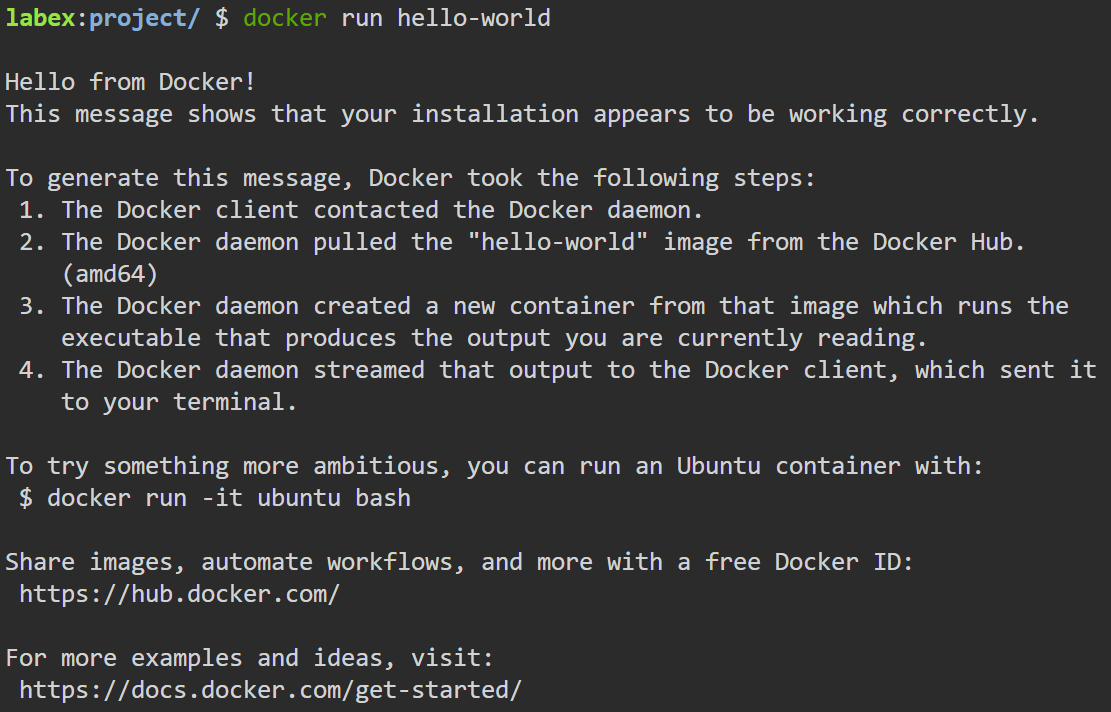 labex:project/ $ docker run hello-world
Hello from Docker!
This message shows that your installation appears to be working correctly.
To generate this message, Docker took the following steps:
1. The Docker client contacted the Docker daemon.
2. The Docker daemon pulled the "hello-world" image from the Docker Hub.
(amd64)
3. The Docker daemon created a new container from that image which runs the
executable that produces the output you are currently reading.
4. The Docker daemon streamed that output to the Docker client, which sent it
to your terminal.
To try something more ambitious, you can run an Ubuntu container with:
$ docker run -it ubuntu bash
Share images, automate workflows, and more with a free Docker ID:
https://hub.docker.com/
For more examples and ideas, visit:
https://docs.docker.com/get-started/